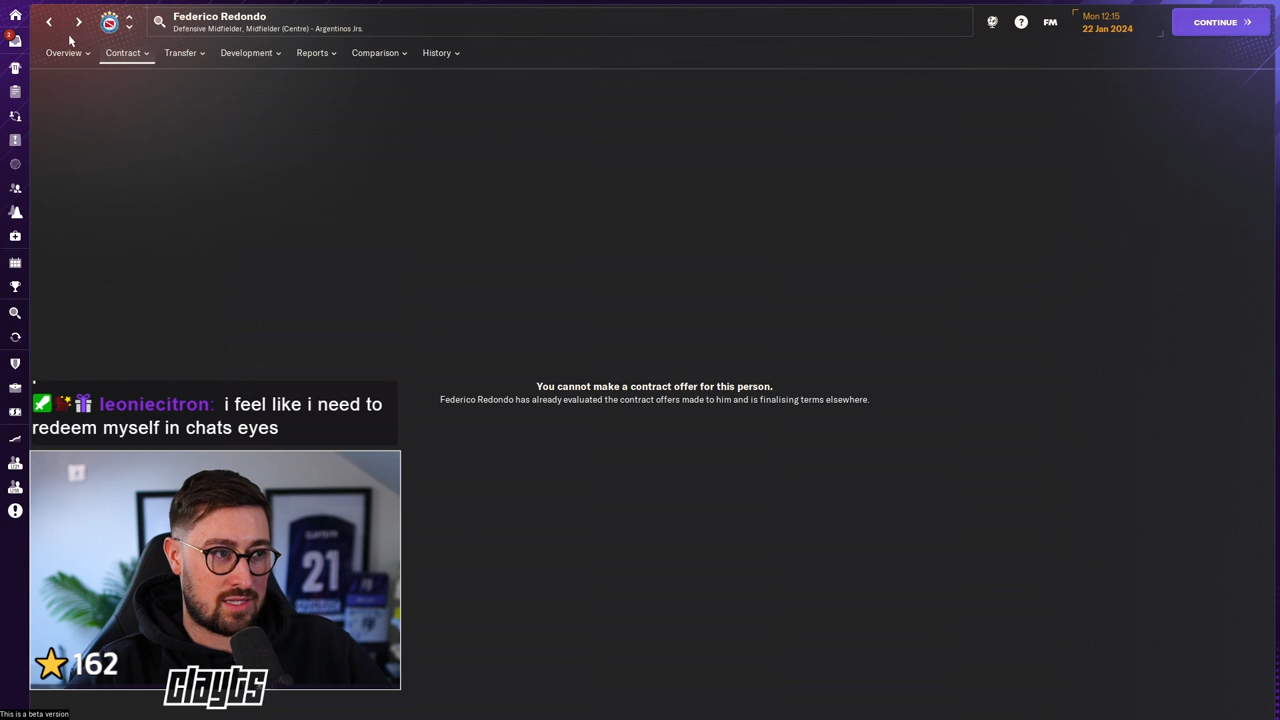 Federico Redondo
Defensive Midfielder, Midfielder (Centre) - Argentinos Jrs.
FM
Mon 12:15
22 Jan 2024
CONTINUE
2
Overview
Contract
Transfer
Development
Reports
Comparison
History
You cannot make a contract offer for this person.
Federico Redondo has already evaluated the contract offers made to him and is finalising terms elsewhere.
leoniecitron: i feel like i need to
redeem myself in chats eyes
21
162
clayts
This is a beta version